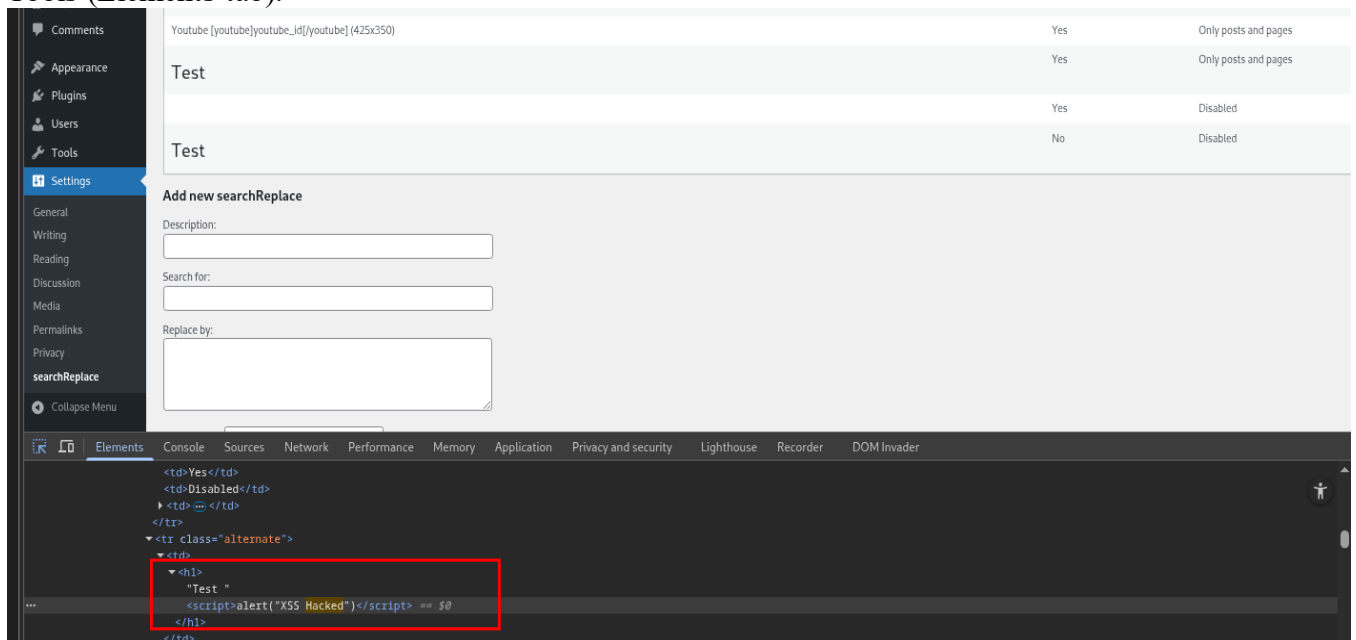 Tools (Elements tab).
Comments
Youtube [youtube]youtube_id[/youtube] (425x350) Yes Only posts and pages
Appearance
Test Yes Only posts and pages
Plugins
Yes Disabled
Users
Tools
Test No Disabled
Settings
Add new searchReplace
General
Description:
Writing
Reading
Search for:
Discussion
Media
Permalinks
Replace by:
Privacy
searchReplace
Collapse Menu
Elements Console Sources Network Performance Memory Application Privacy and security Lighthouse Recorder DOM Invader
<td>Yes</td>
<td>Disabled</td>
<td>…</td>
</tr>
<tr class="alternate">
<td>
<h1>
"Test "
… <script>alert("XSS Hacked")</script> == $0
</h1>
</td>